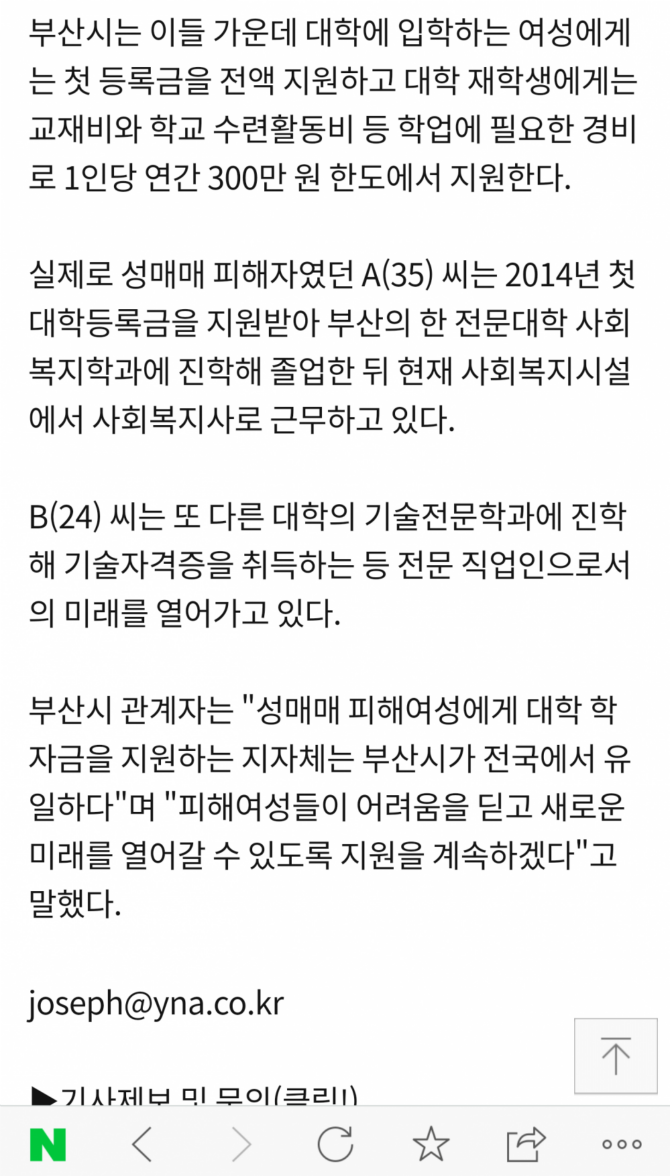 부산시는 이들 가운데 대학에 입학하는 여성에게
는 첫 등록금을 전액 지원하고 대학 재학생에게는
교재비와 학교 수련활동비 등 학업에 필요한 경비
로 1인당 연간 300만 원 한도에서 지원한다.
실제로 성매매 피해자였던 A(35) 씨는 2014년 첫
대학등록금을 지원받아 부산의 한 전문대학 사회
복지학과에 진학해 졸업한 뒤 현재 사회복지시설
에서 사회복지사로 근무하고 있다.
B(24) 씨는 또 다른 대학의 기술전문학과에 진학
해 기술자격증을 취득하는 등 전문 직업인으로서
의 미래를 열어가고 있다.
부산시 관계자는 "성매매 피해여성에게 대학 학
자금을 지원하는 지자체는 부산시가 전국에서 유
일하다"며 "피해여성들이 어려움을 딛고 새로운
미래를 열어갈 수 있도록 지원을 계속하겠다"고
말했다.
joseph@yna.co.kr
▶기사제보 및 문의(클릭!)
N